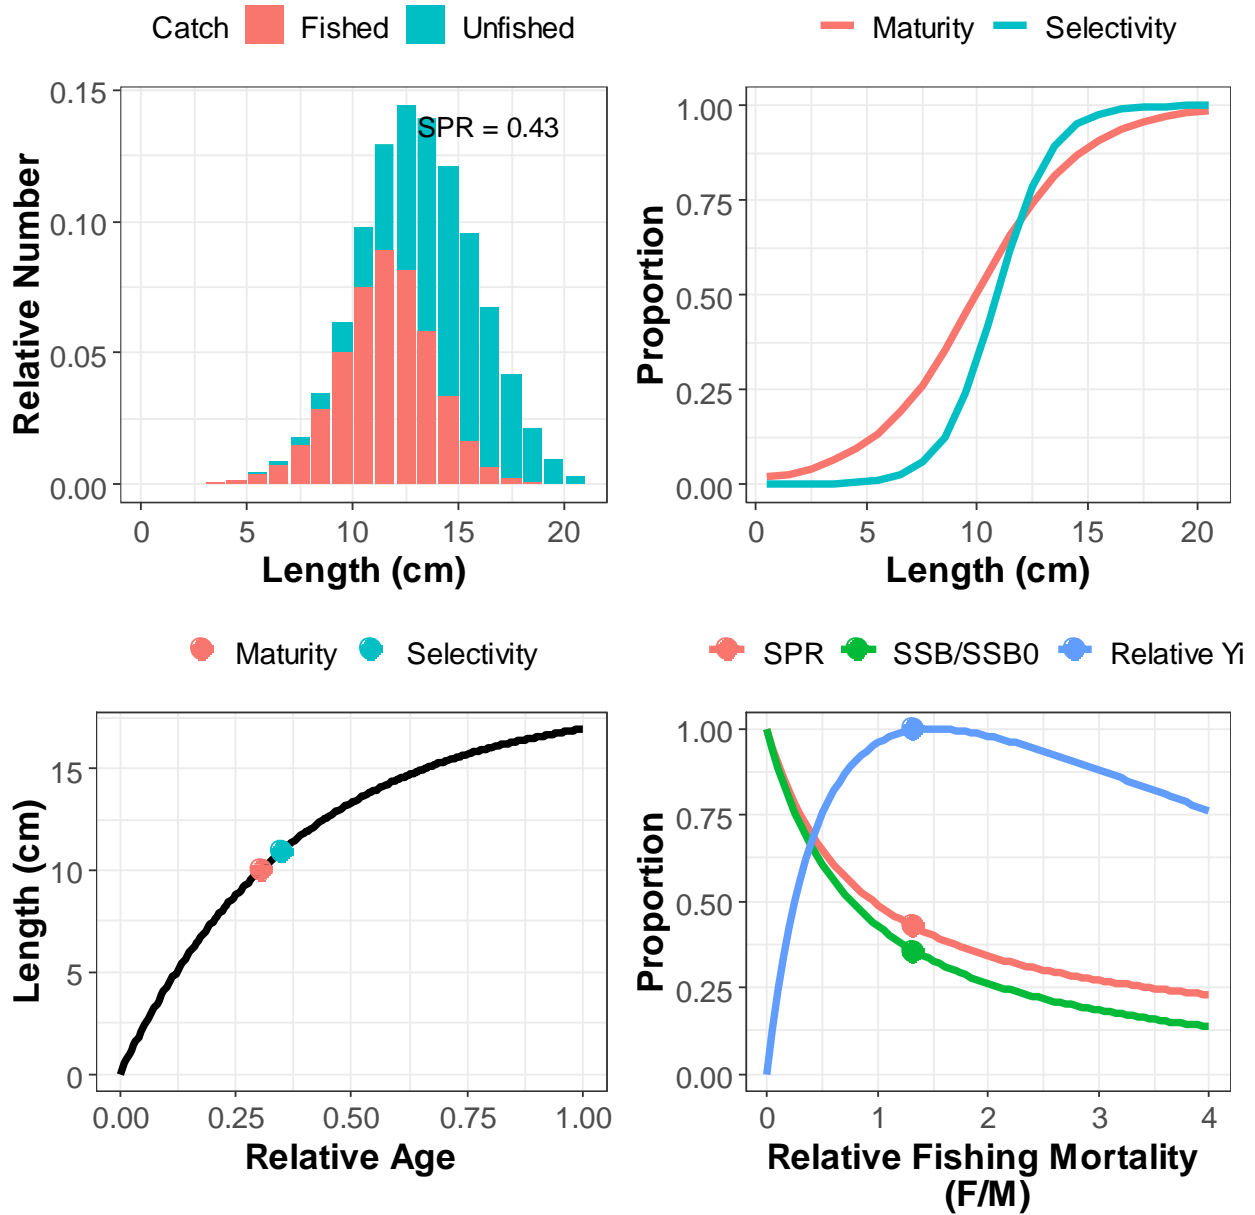 Catch Fished Unfished
SPR = 0.43
Relative Number
0.15
0.10
0.05
0.00
0 5 10 15 20
Length (cm)
Maturity Selectivity
Proportion
1.00
0.75
0.50
0.25
0.00
0 5 10 15 20
Length (cm)
Maturity Selectivity
Length (cm)
15
10
5
0
0.00 0.25 0.50 0.75 1.00
Relative Age
SPR SSB/SSB0 Relative Yi
Proportion
1.00
0.75
0.50
0.25
0.00
0 1 2 3 4
Relative Fishing Mortality
(F/M)